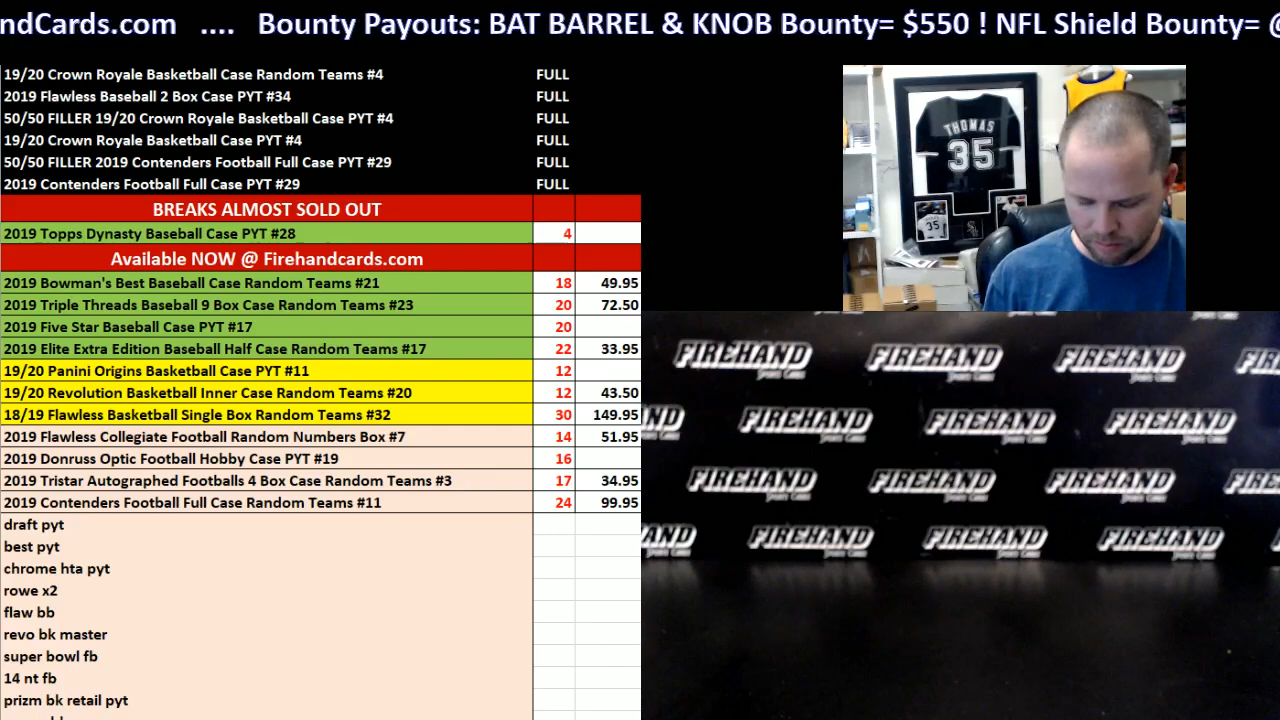 ndCards.com .... Bounty Payouts: BAT BARREL & KNOB Bounty= $550 ! NFL Shield Bounty= @
19/20 Crown Royale Basketball Case Random Teams #4 FULL
2019 Flawless Baseball 2 Box Case PYT #34 FULL
50/50 FILLER 19/20 Crown Royale Basketball Case PYT #4 FULL
19/20 Crown Royale Basketball Case PYT #4 FULL
50/50 FILLER 2019 Contenders Football Full Case PYT #29 FULL
2019 Contenders Football Full Case PYT #29 FULL
BREAKS ALMOST SOLD OUT
2019 Topps Dynasty Baseball Case PYT #28 4
Available NOW @ Firehandcards.com
2019 Bowman's Best Baseball Case Random Teams #21 18 49.95
2019 Triple Threads Baseball 9 Box Case Random Teams #23 20 72.50
2019 Five Star Baseball Case PYT #17 20
2019 Elite Extra Edition Baseball Half Case Random Teams #17 22 33.95
19/20 Panini Origins Basketball Case PYT #11 12
19/20 Revolution Basketball Inner Case Random Teams #20 12 43.50
18/19 Flawless Basketball Single Box Random Teams #32 30 149.95
2019 Flawless Collegiate Football Random Numbers Box #7 14 51.95
2019 Donruss Optic Football Hobby Case PYT #19 16
2019 Tristar Autographed Footballs 4 Box Case Random Teams #3 17 34.95
2019 Contenders Football Full Case Random Teams #11 24 99.95
draft pyt
best pyt
chrome hta pyt
rowe x2
flaw bb
revo bk master
super bowl fb
14 nt fb
prizm bk retail pyt
THOMAS
35
35
FIREHAND FIREHAND FIREHAND FIREH
ND FIREHAND FIREHAND FIREHAND
FIREHAND FIREHAND FIREHAND FIREH
AND FIREHAND FIREHAND FIREHAND